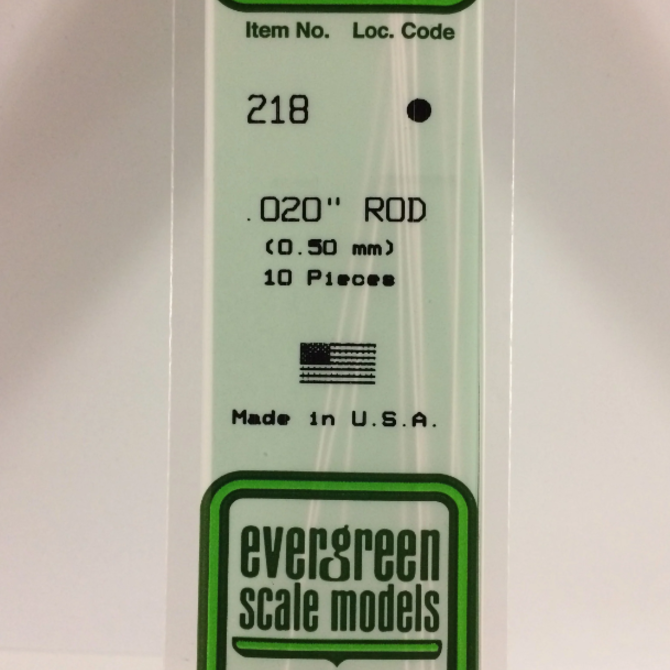 Item No. Loc. Code
218
.020" ROD
(0.50 mm)
10 Pieces
Made in U.S.A.
evergreen
scale models